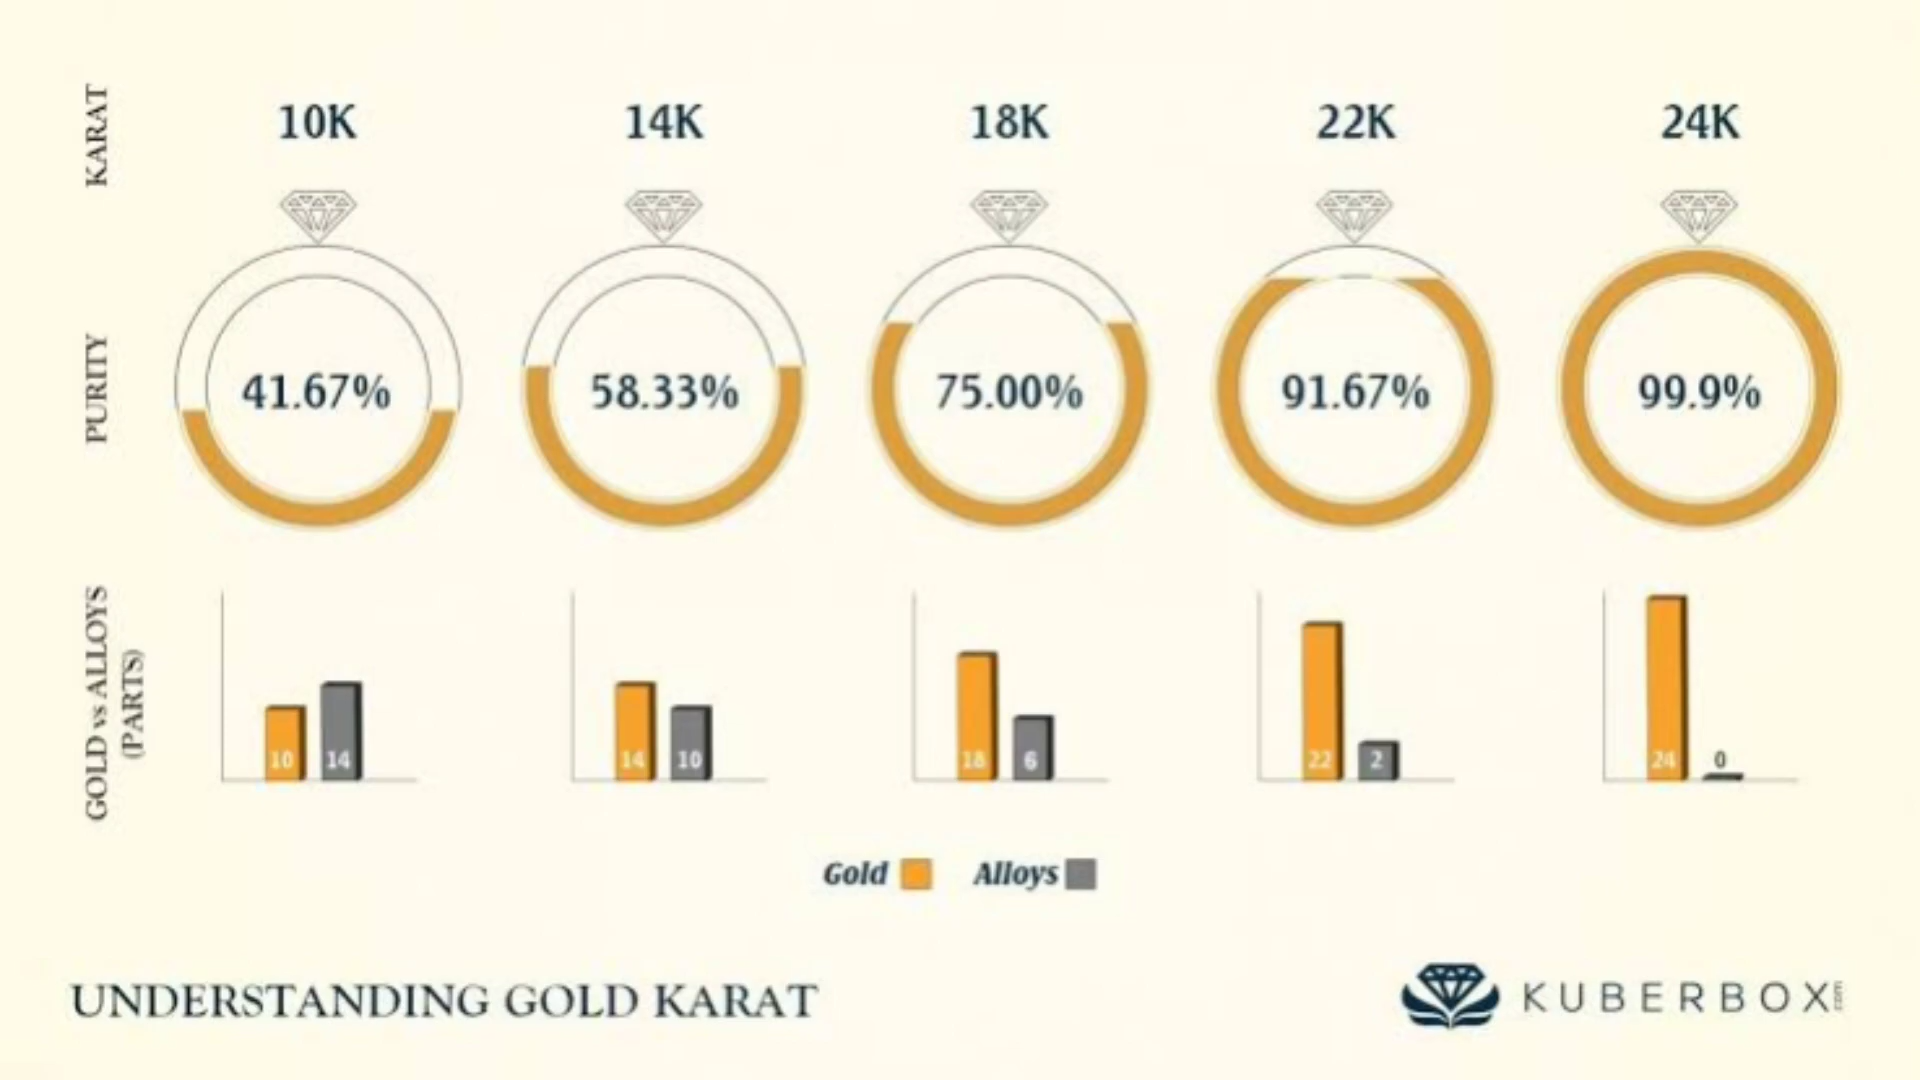 KARAT
10K
14K
18K
22K
24K
PURITY
41.67%
58.33%
75.00%
91.67%
99.9%
GOLD vs ALLOYS
(PARTS)
10
14
14
10
18
6
22
2
24
0
Gold
Alloys
UNDERSTANDING GOLD KARAT
KUBERBOX.com